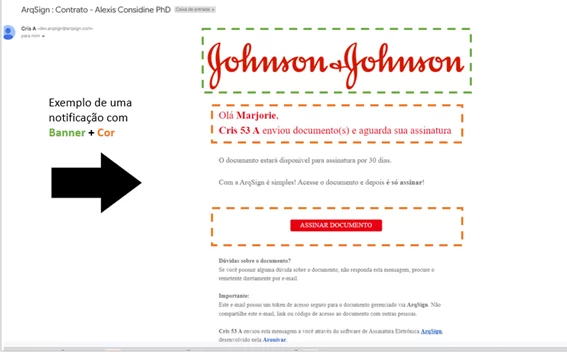 ArqSign : Contrato - Alexis Considine PhD Caixa de entrada ×
Cris A <dev.arqsign@arqsign.com>
para mim
Johnson & Johnson
Exemplo de uma
notificação com
Banner + Cor
Olá Marjorie,
Cris 53 A enviou documento(s) e aguarda sua assinatura
O documento estará disponível para assinatura por 30 dias.
Com a ArqSign é simples! Acesse o documento e depois é só assinar!
ASSINAR DOCUMENTO
Dúvidas sobre o documento?
Se você possuir alguma dúvida sobre o documento, não responda esta mensagem, procure o
remetente diretamente por e-mail.
Importante:
Este e-mail possui um token de acesso seguro para o documento gerenciado via ArqSign. Não
compartilhe este e-mail, link ou código de acesso ao documento com outras pessoas.
Cris 53 A enviou esta mensagem a você através do software de Assinatura Eletrônica ArqSign,
desenvolvido pela Arquivar.